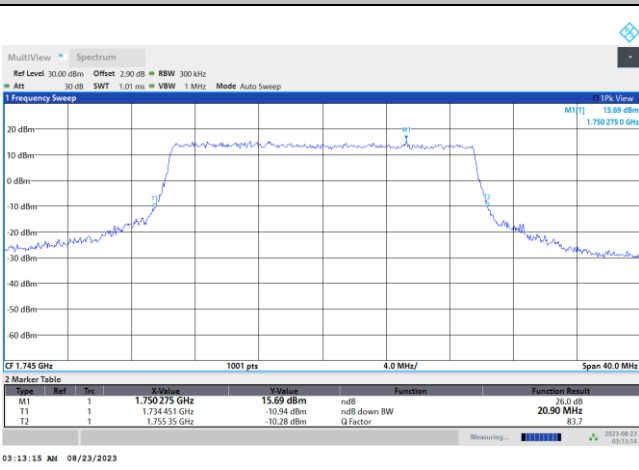 MultiView Spectrum
Ref Level 30.00 dBm Offset 2.90 dB RBW 300 kHz
Att 30 dB SWT 1.01 ms VBW 1 MHz Mode Auto Sweep
1 Frequency Sweep 1Pk View
M1[1] 15.69 dBm
1.750 275 0 GHz
20 dBm
M1
10 dBm
0 dBm
T1 T2
-10 dBm
-20 dBm
-30 dBm
-40 dBm
-50 dBm
-60 dBm
CF 1.745 GHz 1001 pts 4.0 MHz/ Span 40.0 MHz
2 Marker Table
Type Ref Trc X-Value Y-Value Function Function Result
M1 1 1.750 275 GHz 15.69 dBm ndB 26.0 dB
T1 1 1.734 451 GHz -10.94 dBm ndB down BW 20.90 MHz
T2 1 1.755 35 GHz -10.28 dBm Q Factor 83.7
Measuring... 2023-08-23
03:13:14
03:13:15 AM 08/23/2023